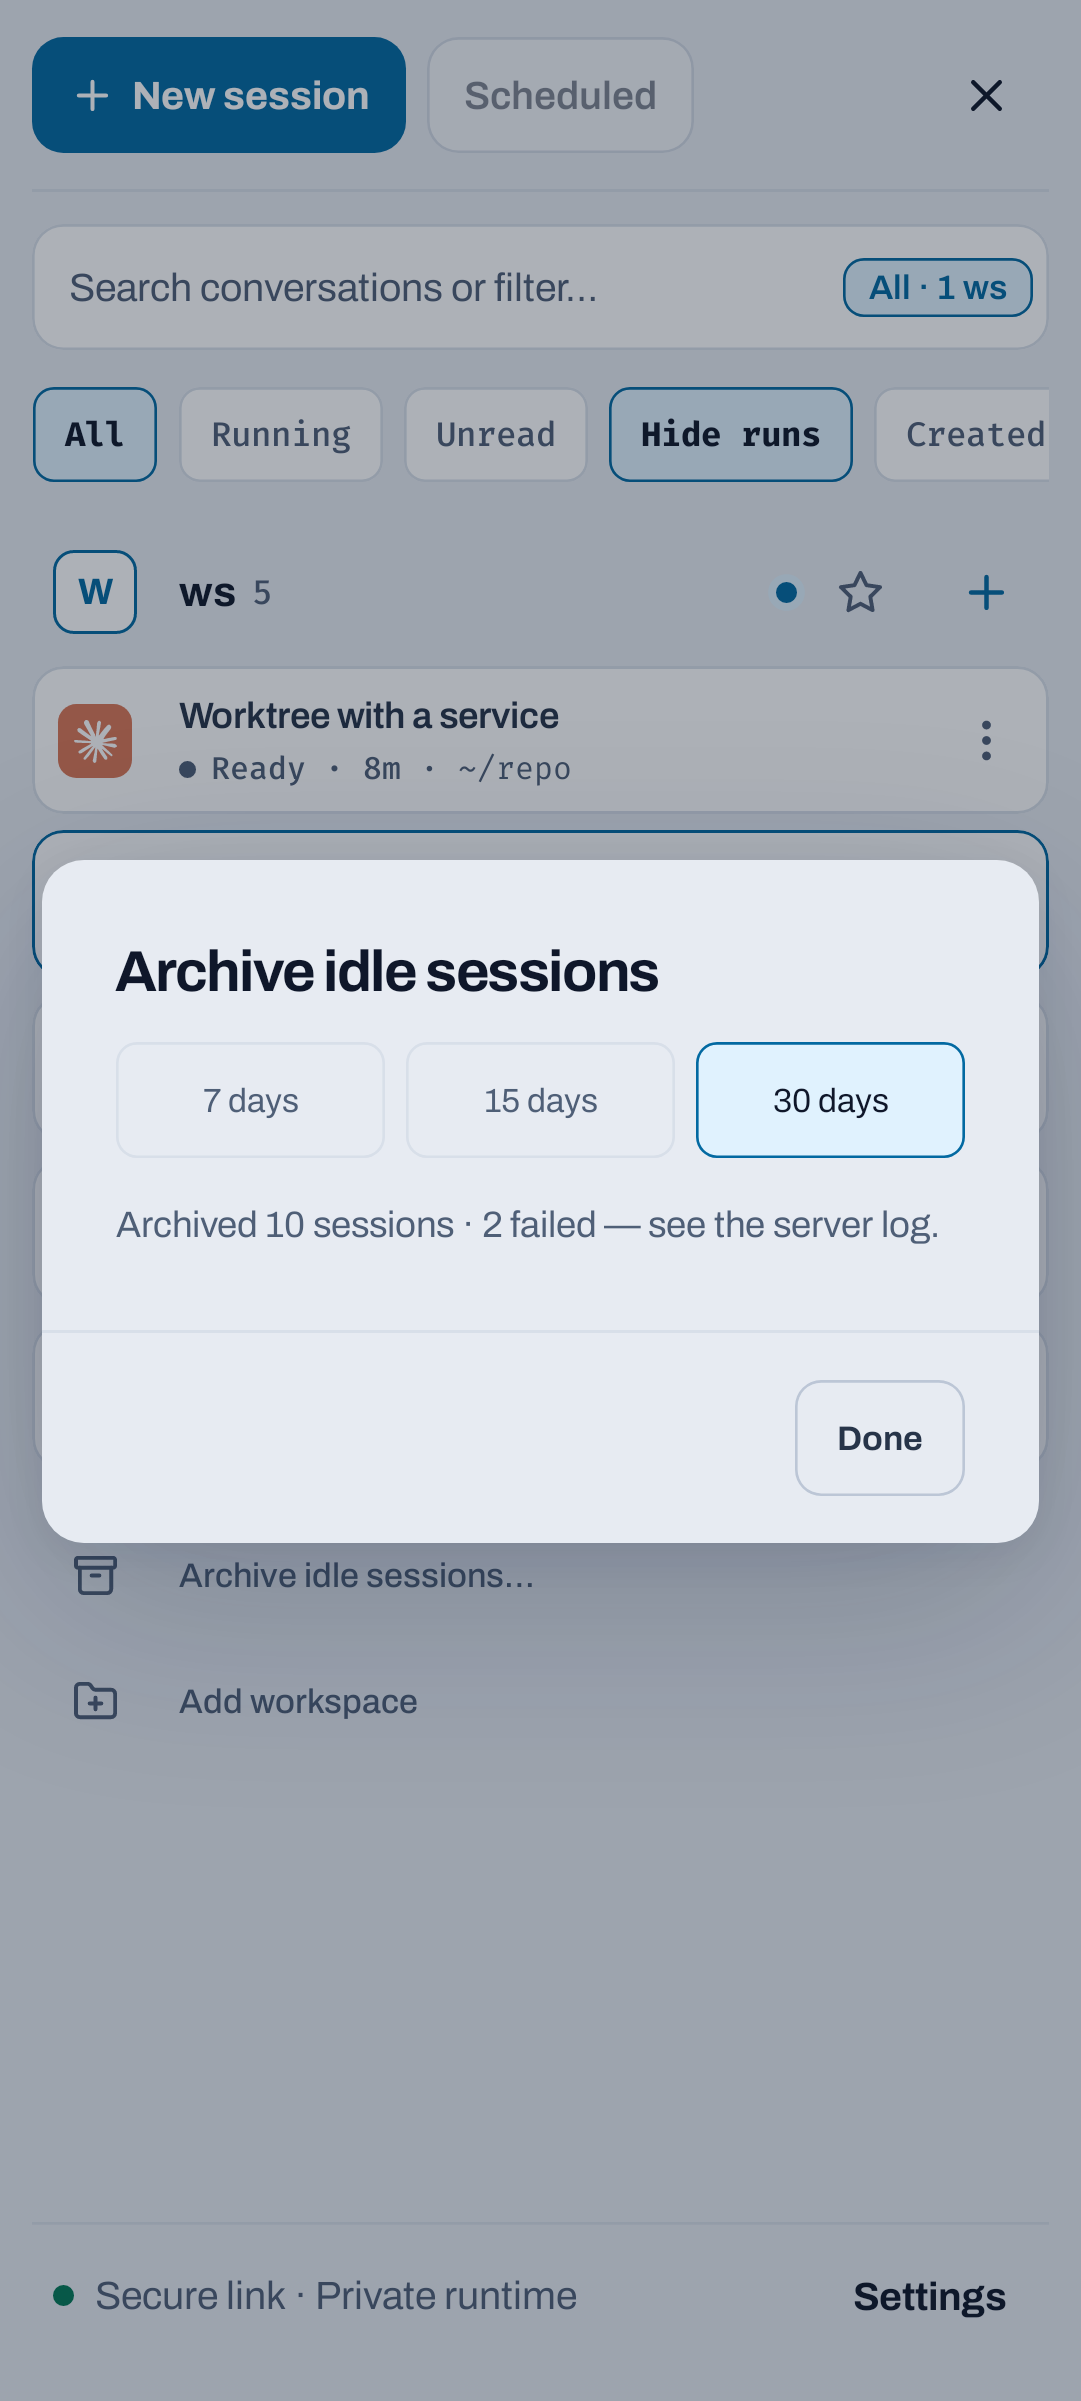 New session
Scheduled
Search conversations or filter...
All · 1 ws
All
Running
Unread
Hide runs
Created
W
ws 5
Worktree with a service
Ready · 8m · ~/repo
Archive idle sessions
7 days
15 days
30 days
Archived 10 sessions · 2 failed — see the server log.
Done
Archive idle sessions...
Add workspace
Secure link · Private runtime
Settings